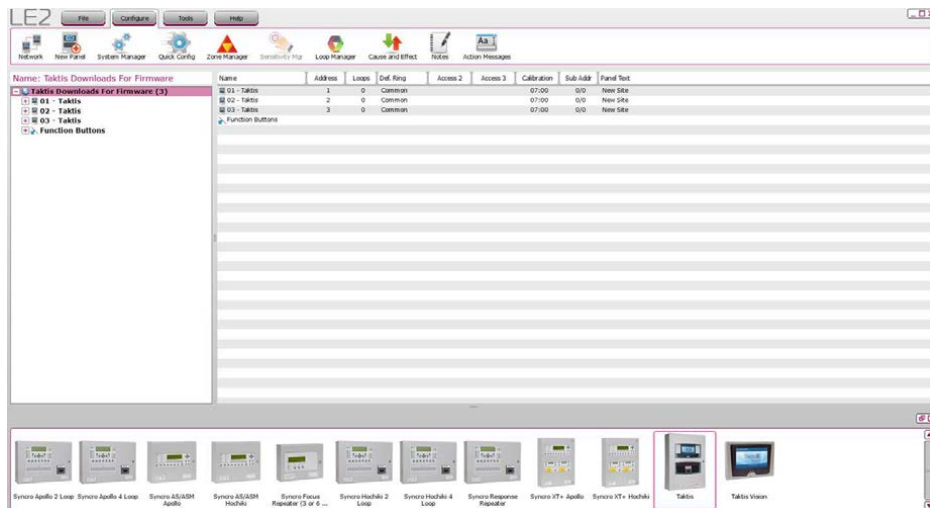 LE2 File Configure Tools Help
Network New Panel System Manager Quick Config Zone Manager Sensitivity Mgr Loop Manager Cause and Effect Notes Action Messages
Name: Taktis Downloads For Firmware
Taktis Downloads For Firmware (3)
01 - Taktis
02 - Taktis
03 - Taktis
Function Buttons
Name Address Loops Def. Ring Access 2 Access 3 Calibration Sub Addr Panel Text
01 - Taktis 1 0 Common 07:00 0/0 New Site
02 - Taktis 2 0 Common 07:00 0/0 New Site
03 - Taktis 3 0 Common 07:00 0/0 New Site
Function Buttons
Syncro Apollo 2 Loop
Syncro Apollo 4 Loop
Syncro AS/ASM
Apollo
Syncro AS/ASM
Hochiki
Syncro Focus
Repeater (3 or 6 ...
Syncro Hochiki 2
Loop
Syncro Hochiki 4
Loop
Syncro Response
Repeater
Syncro XT+ Apollo
Syncro XT+ Hochiki
Taktis
Taktis Vision